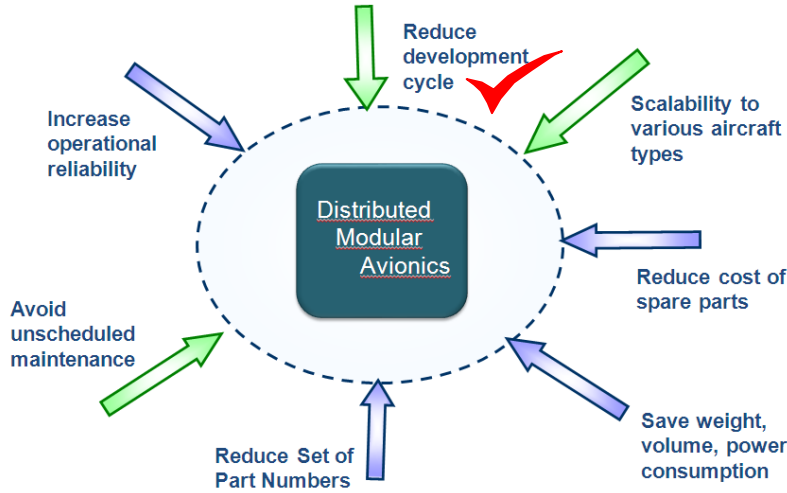 Reduce
development
cycle
Scalability to
various aircraft
types
Increase
operational
reliability
Distributed
Modular
Avionics
Reduce cost of
spare parts
Avoid
unscheduled
maintenance
Save weight,
volume, power
consumption
Reduce Set of
Part Numbers